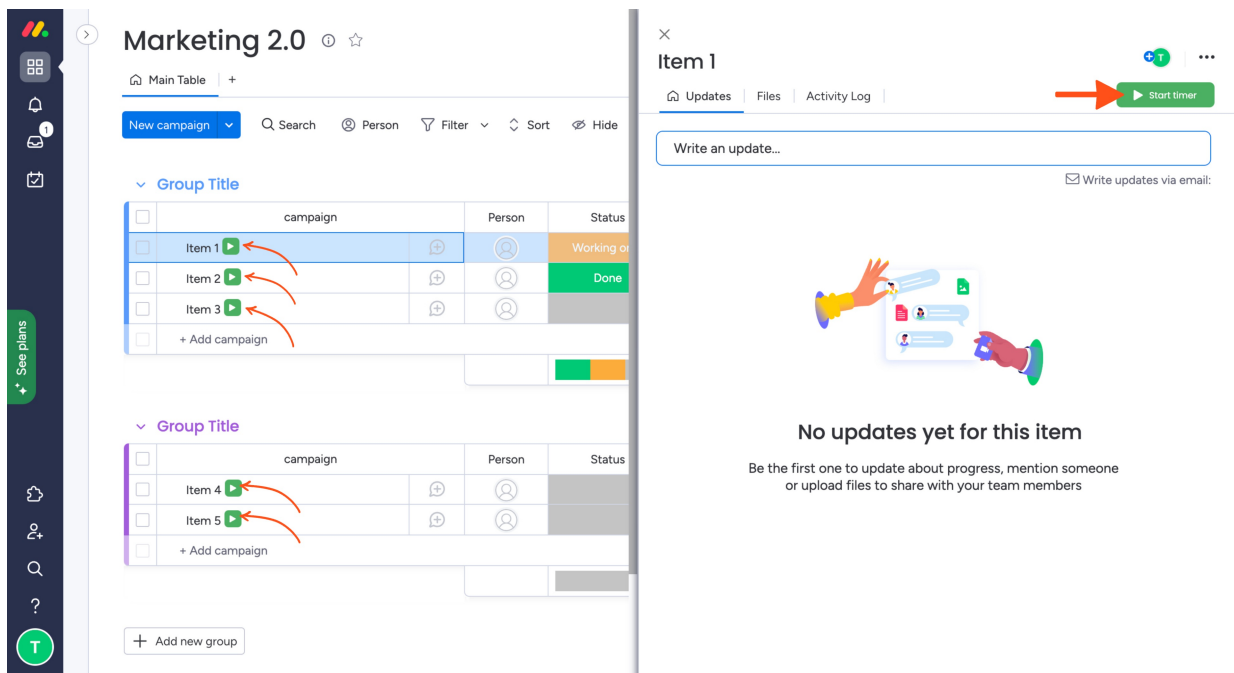 Marketing 2.0
Main Table +
New campaign
Search
Person
Filter
Sort
Hide
1
Group Title
campaign Person Status
Item 1 Working o
Item 2 Done
Item 3
+ Add campaign
See plans
Group Title
campaign Person Status
Item 4
Item 5
+ Add campaign
+ Add new group
?
T
Item 1
T
Updates
Files
Activity Log
Start timer
Write an update...
Write updates via email:
No updates yet for this item
Be the first one to update about progress, mention someone
or upload files to share with your team members